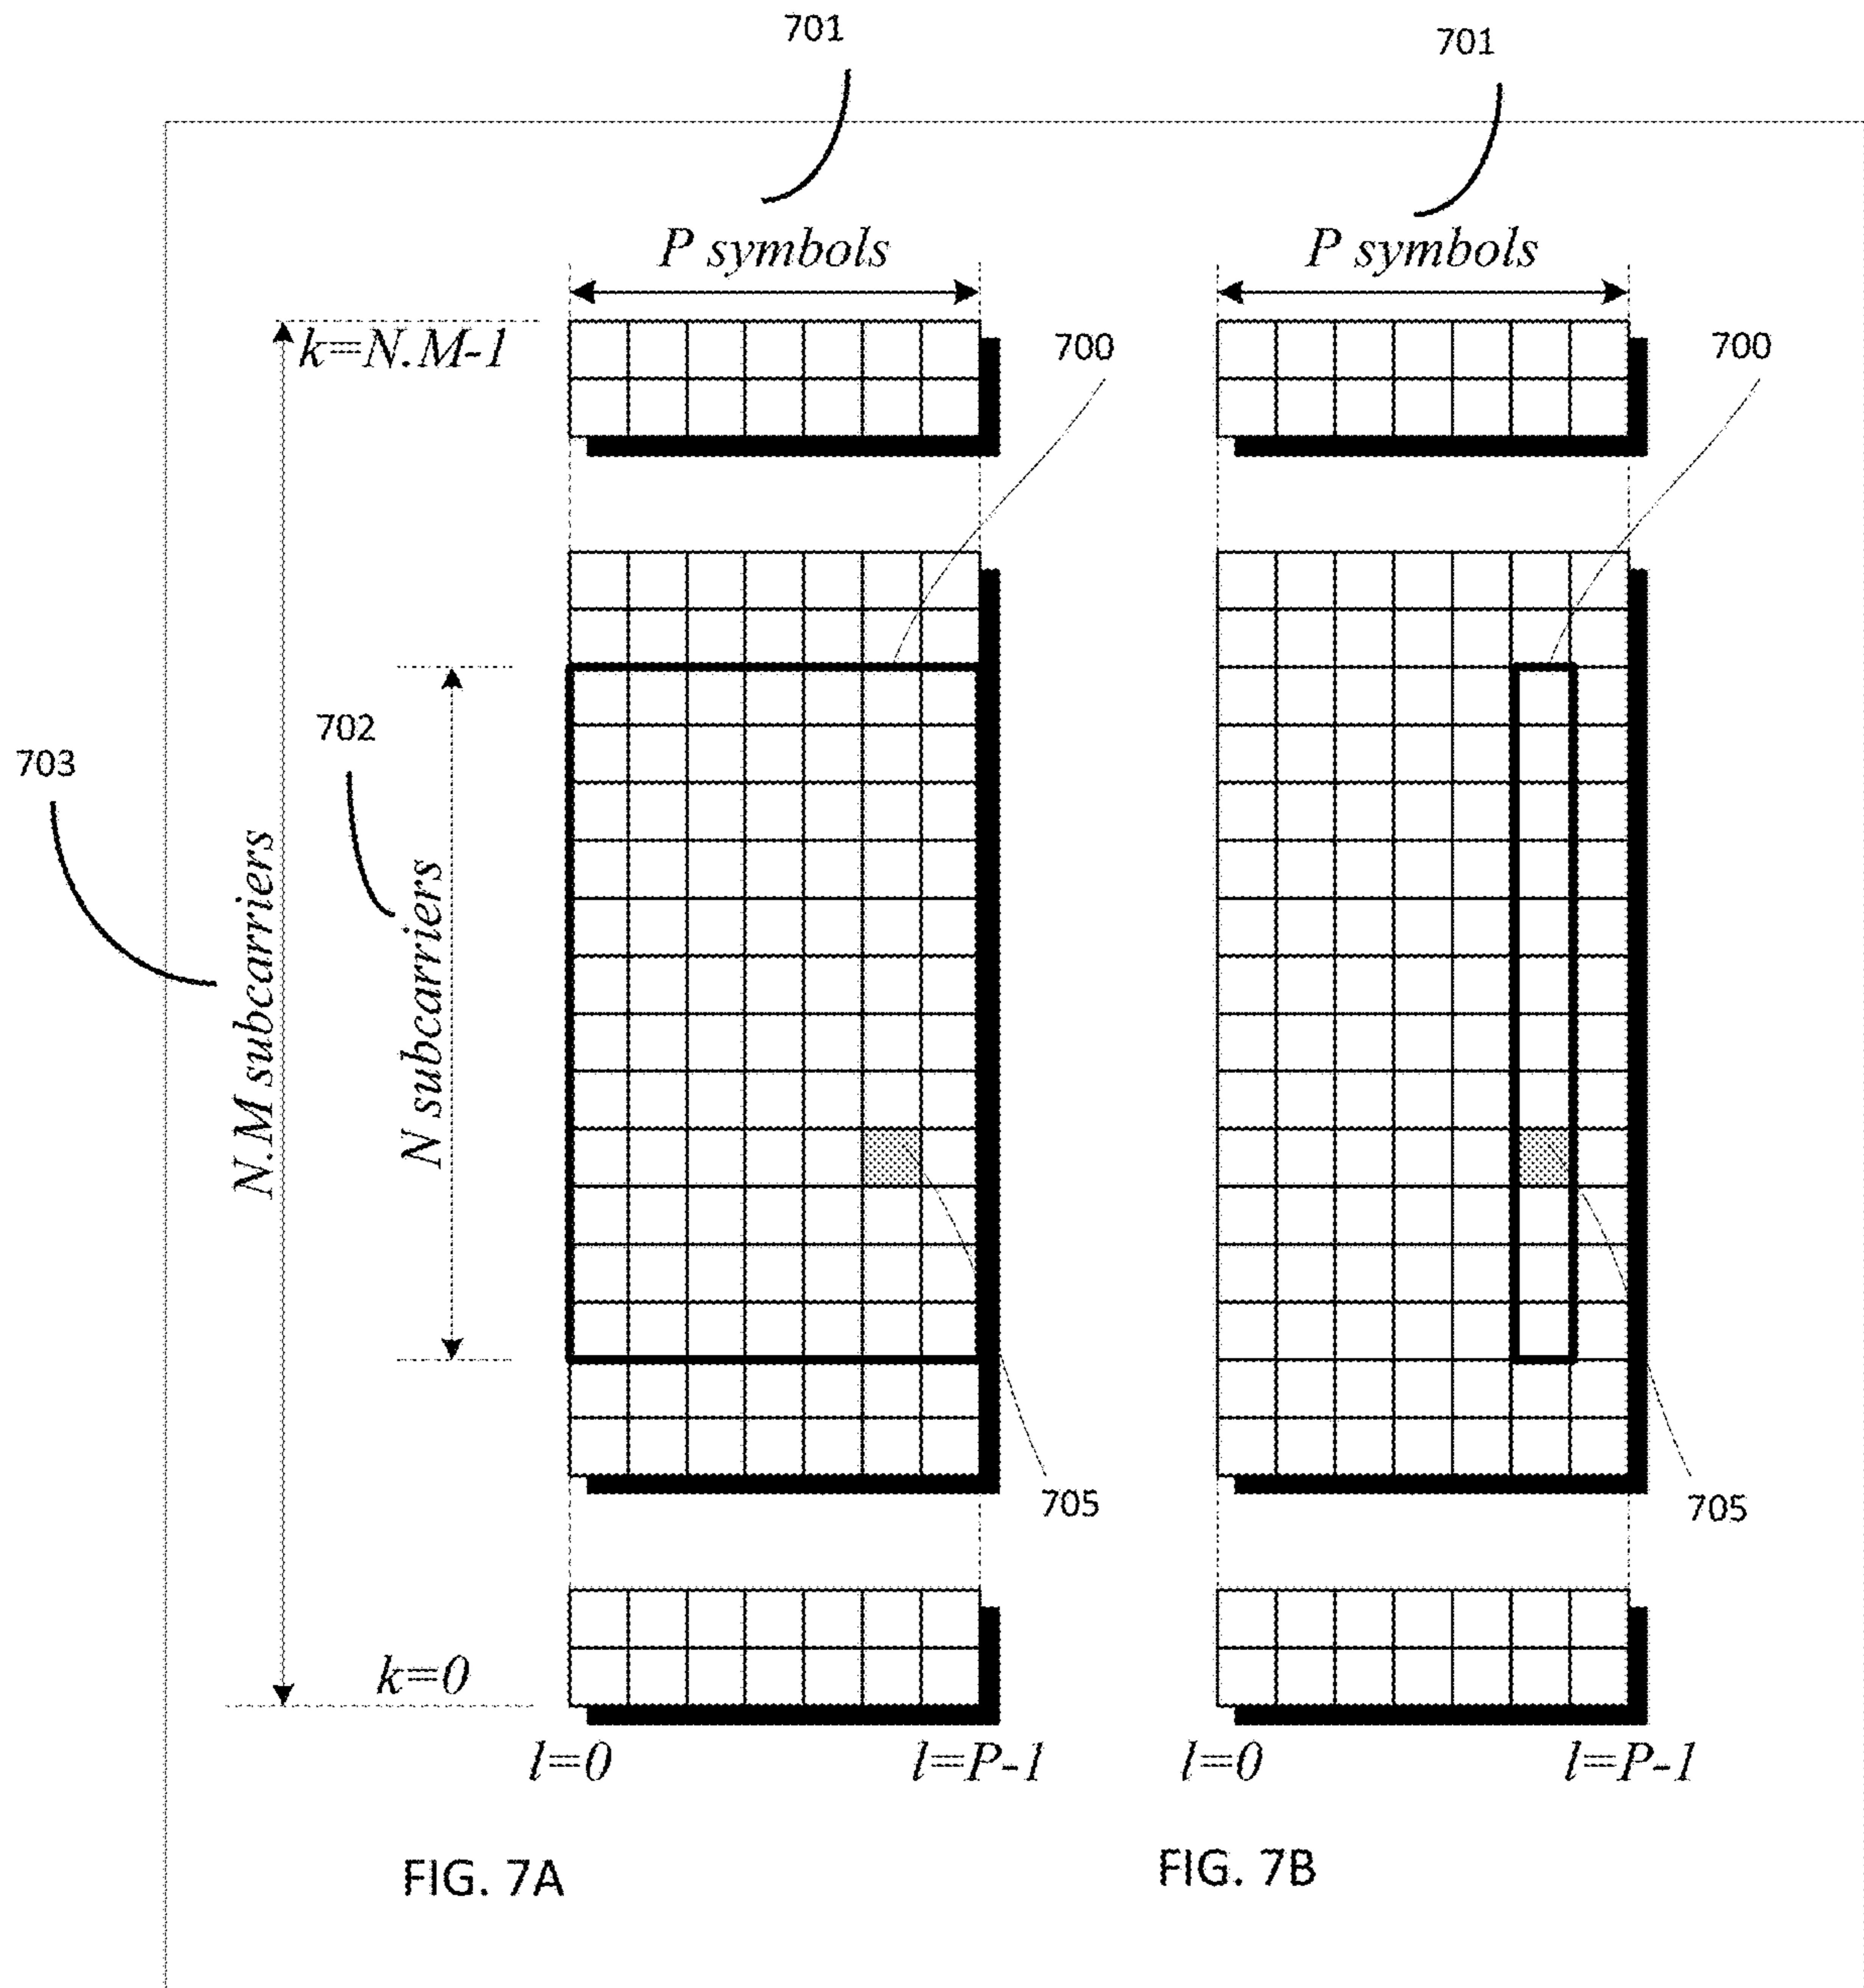 701
701
P symbols
P symbols
k=N.M-1
700
700
702
703
N.M subcarriers
N subcarriers
705
705
k=0
l=0
l=P-1
l=0
l=P-1
FIG. 7A
FIG. 7B